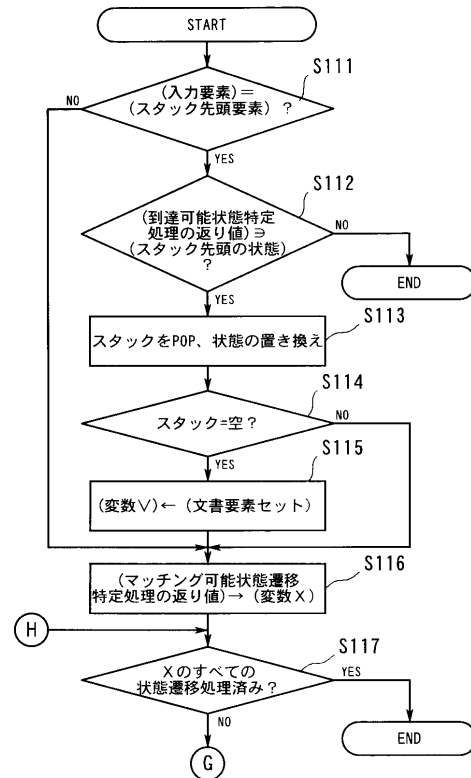 START
S111
NO
(入力要素)=
(スタック先頭要素) ?
YES
S112
(到達可能状態特定
処理の返り値)∋
(スタック先頭の状態)
?
NO
END
YES
S113
スタックをPOP、状態の置き換え
S114
スタック=空?
NO
YES
S115
(変数V)←(文書要素セット)
S116
(マッチング可能状態遷移
特定処理の返り値)→(変数X)
H
S117
Xのすべての
状態遷移処理済み?
YES
NO
END
G